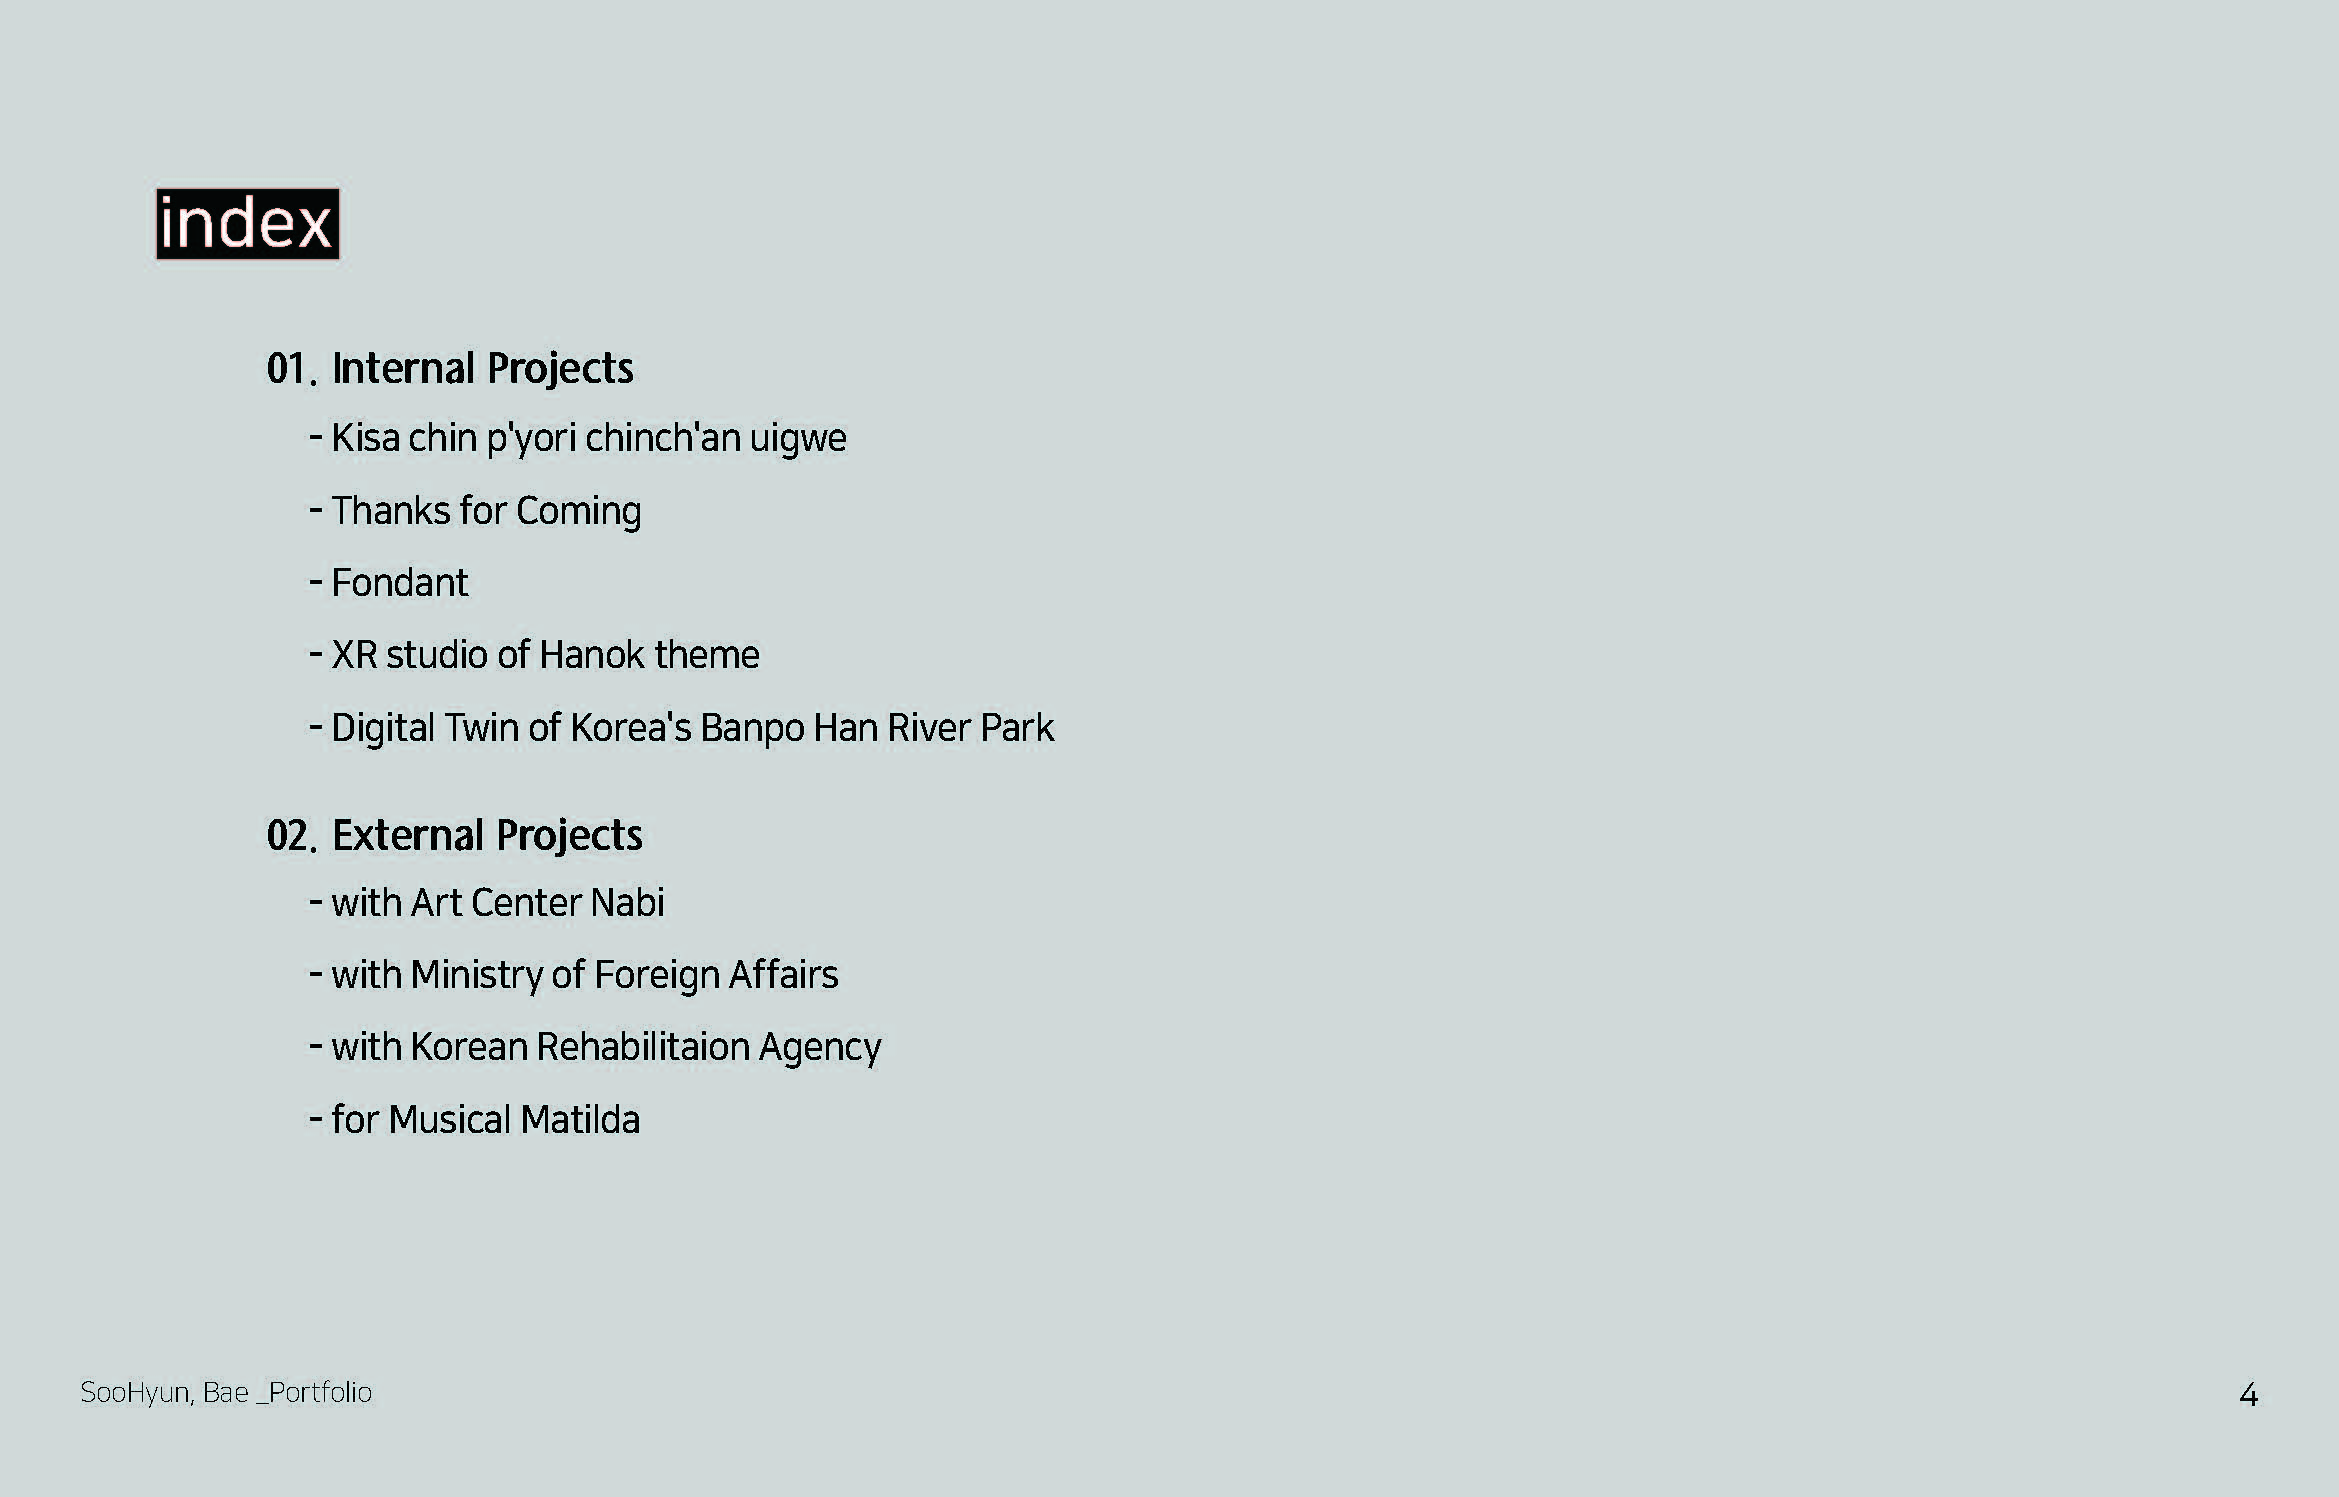 index
01. Internal Projects
- Kisa chin p'yori chinch'an uigwe
- Thanks for Coming
- Fondant
- XR studio of Hanok theme
- Digital Twin of Korea's Banpo Han River Park
02. External Projects
- with Art Center Nabi
- with Ministry of Foreign Affairs
- with Korean Rehabilitaion Agency
- for Musical Matilda
SooHyun, Bae _Portfolio
4